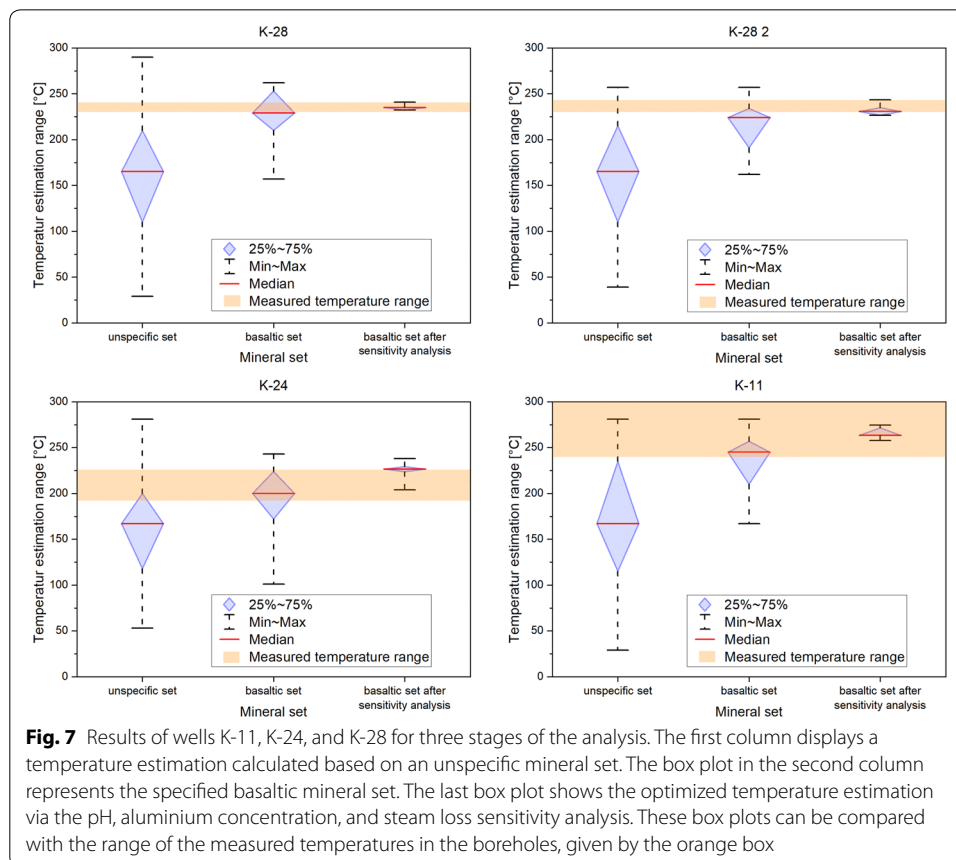 K-28
Temperature estimation range [°C]
300
250
200
150
100
50
0
25%~75%
Min~Max
Median
Measured temperature range
unspecific set
basaltic set
basaltic set after
sensitivity analysis
Mineral set
K-28 2
Temperatur estimation range [°C]
300
250
200
150
100
50
0
25%~75%
Min~Max
Median
Measured temperature range
unspecific set
basaltic set
basaltic set after
sensitivity analysis
Mineral set
K-24
Temperature estimation range [°C]
300
250
200
150
100
50
0
25%~75%
Min~Max
Median
Measured temperature range
unspecific set
basaltic set
basaltic set after
sensitivity analysis
Mineral set
K-11
Temperature estimation range [°C]
300
250
200
150
100
50
0
25%~75%
Min~Max
Median
Measured temperature range
unspecific set
basaltic set
basaltic set after
sensitivity analysis
Mineral set
Fig. 7 Results of wells K-11, K-24, and K-28 for three stages of the analysis. The first column displays a
temperature estimation calculated based on an unspecific mineral set. The box plot in the second column
represents the specified basaltic mineral set. The last box plot shows the optimized temperature estimation
via the pH, aluminium concentration, and steam loss sensitivity analysis. These box plots can be compared
with the range of the measured temperatures in the boreholes, given by the orange box